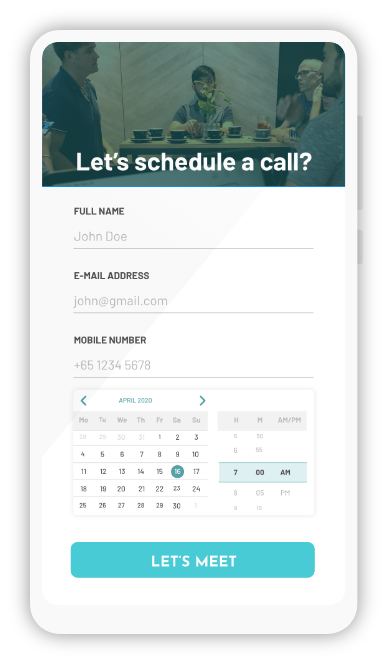 Let's schedule a call?
FULL NAME
John Doe
E-MAIL ADDRESS
john@gmail.com
MOBILE NUMBER
+65 1234 5678
APRIL 2020
Mo Tu We Th Fr Sa Su
28 29 30 31 1 2 3
4 5 6 7 8 9 10
11 12 13 14 15 16 17
18 19 20 21 22 23 24
25 26 27 28 29 30 1
H M AM/PM
6 55
7 00 AM
8 05 PM
9 10
LET'S MEET